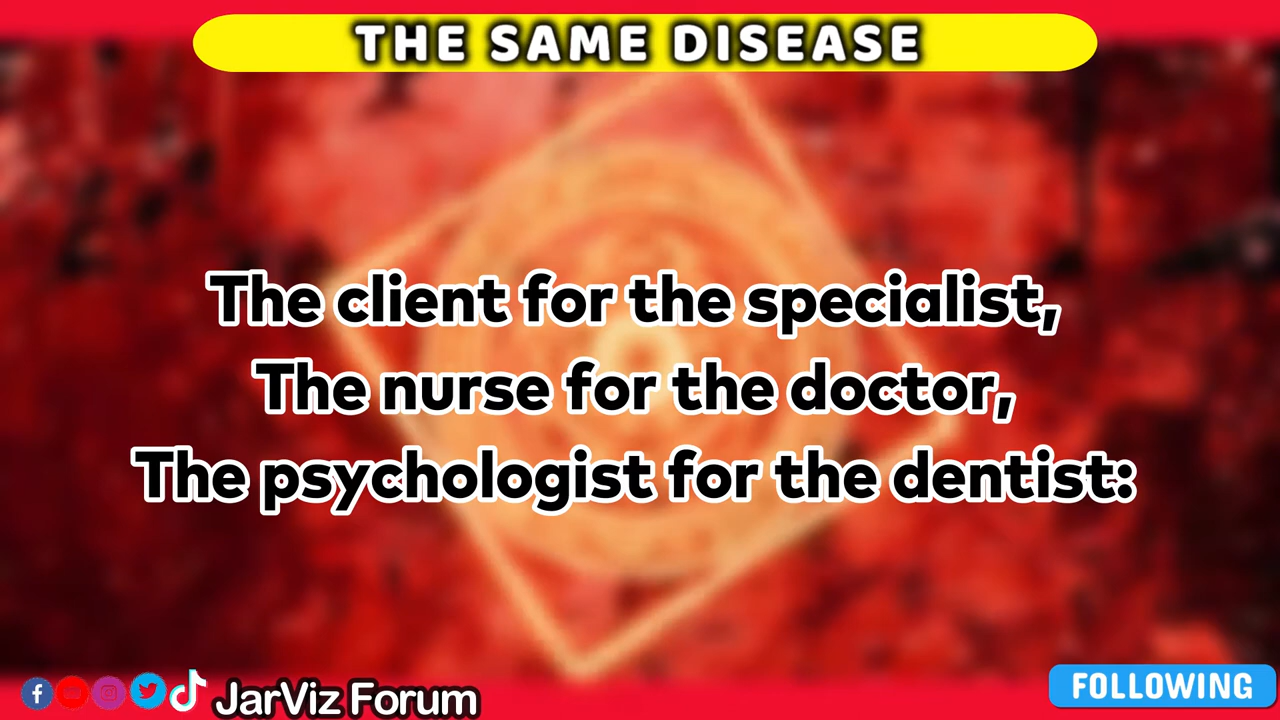 THE SAME DISEASE
The client for the specialist,
The nurse for the doctor,
The psychologist for the dentist:
JarViz Forum
FOLLOWING